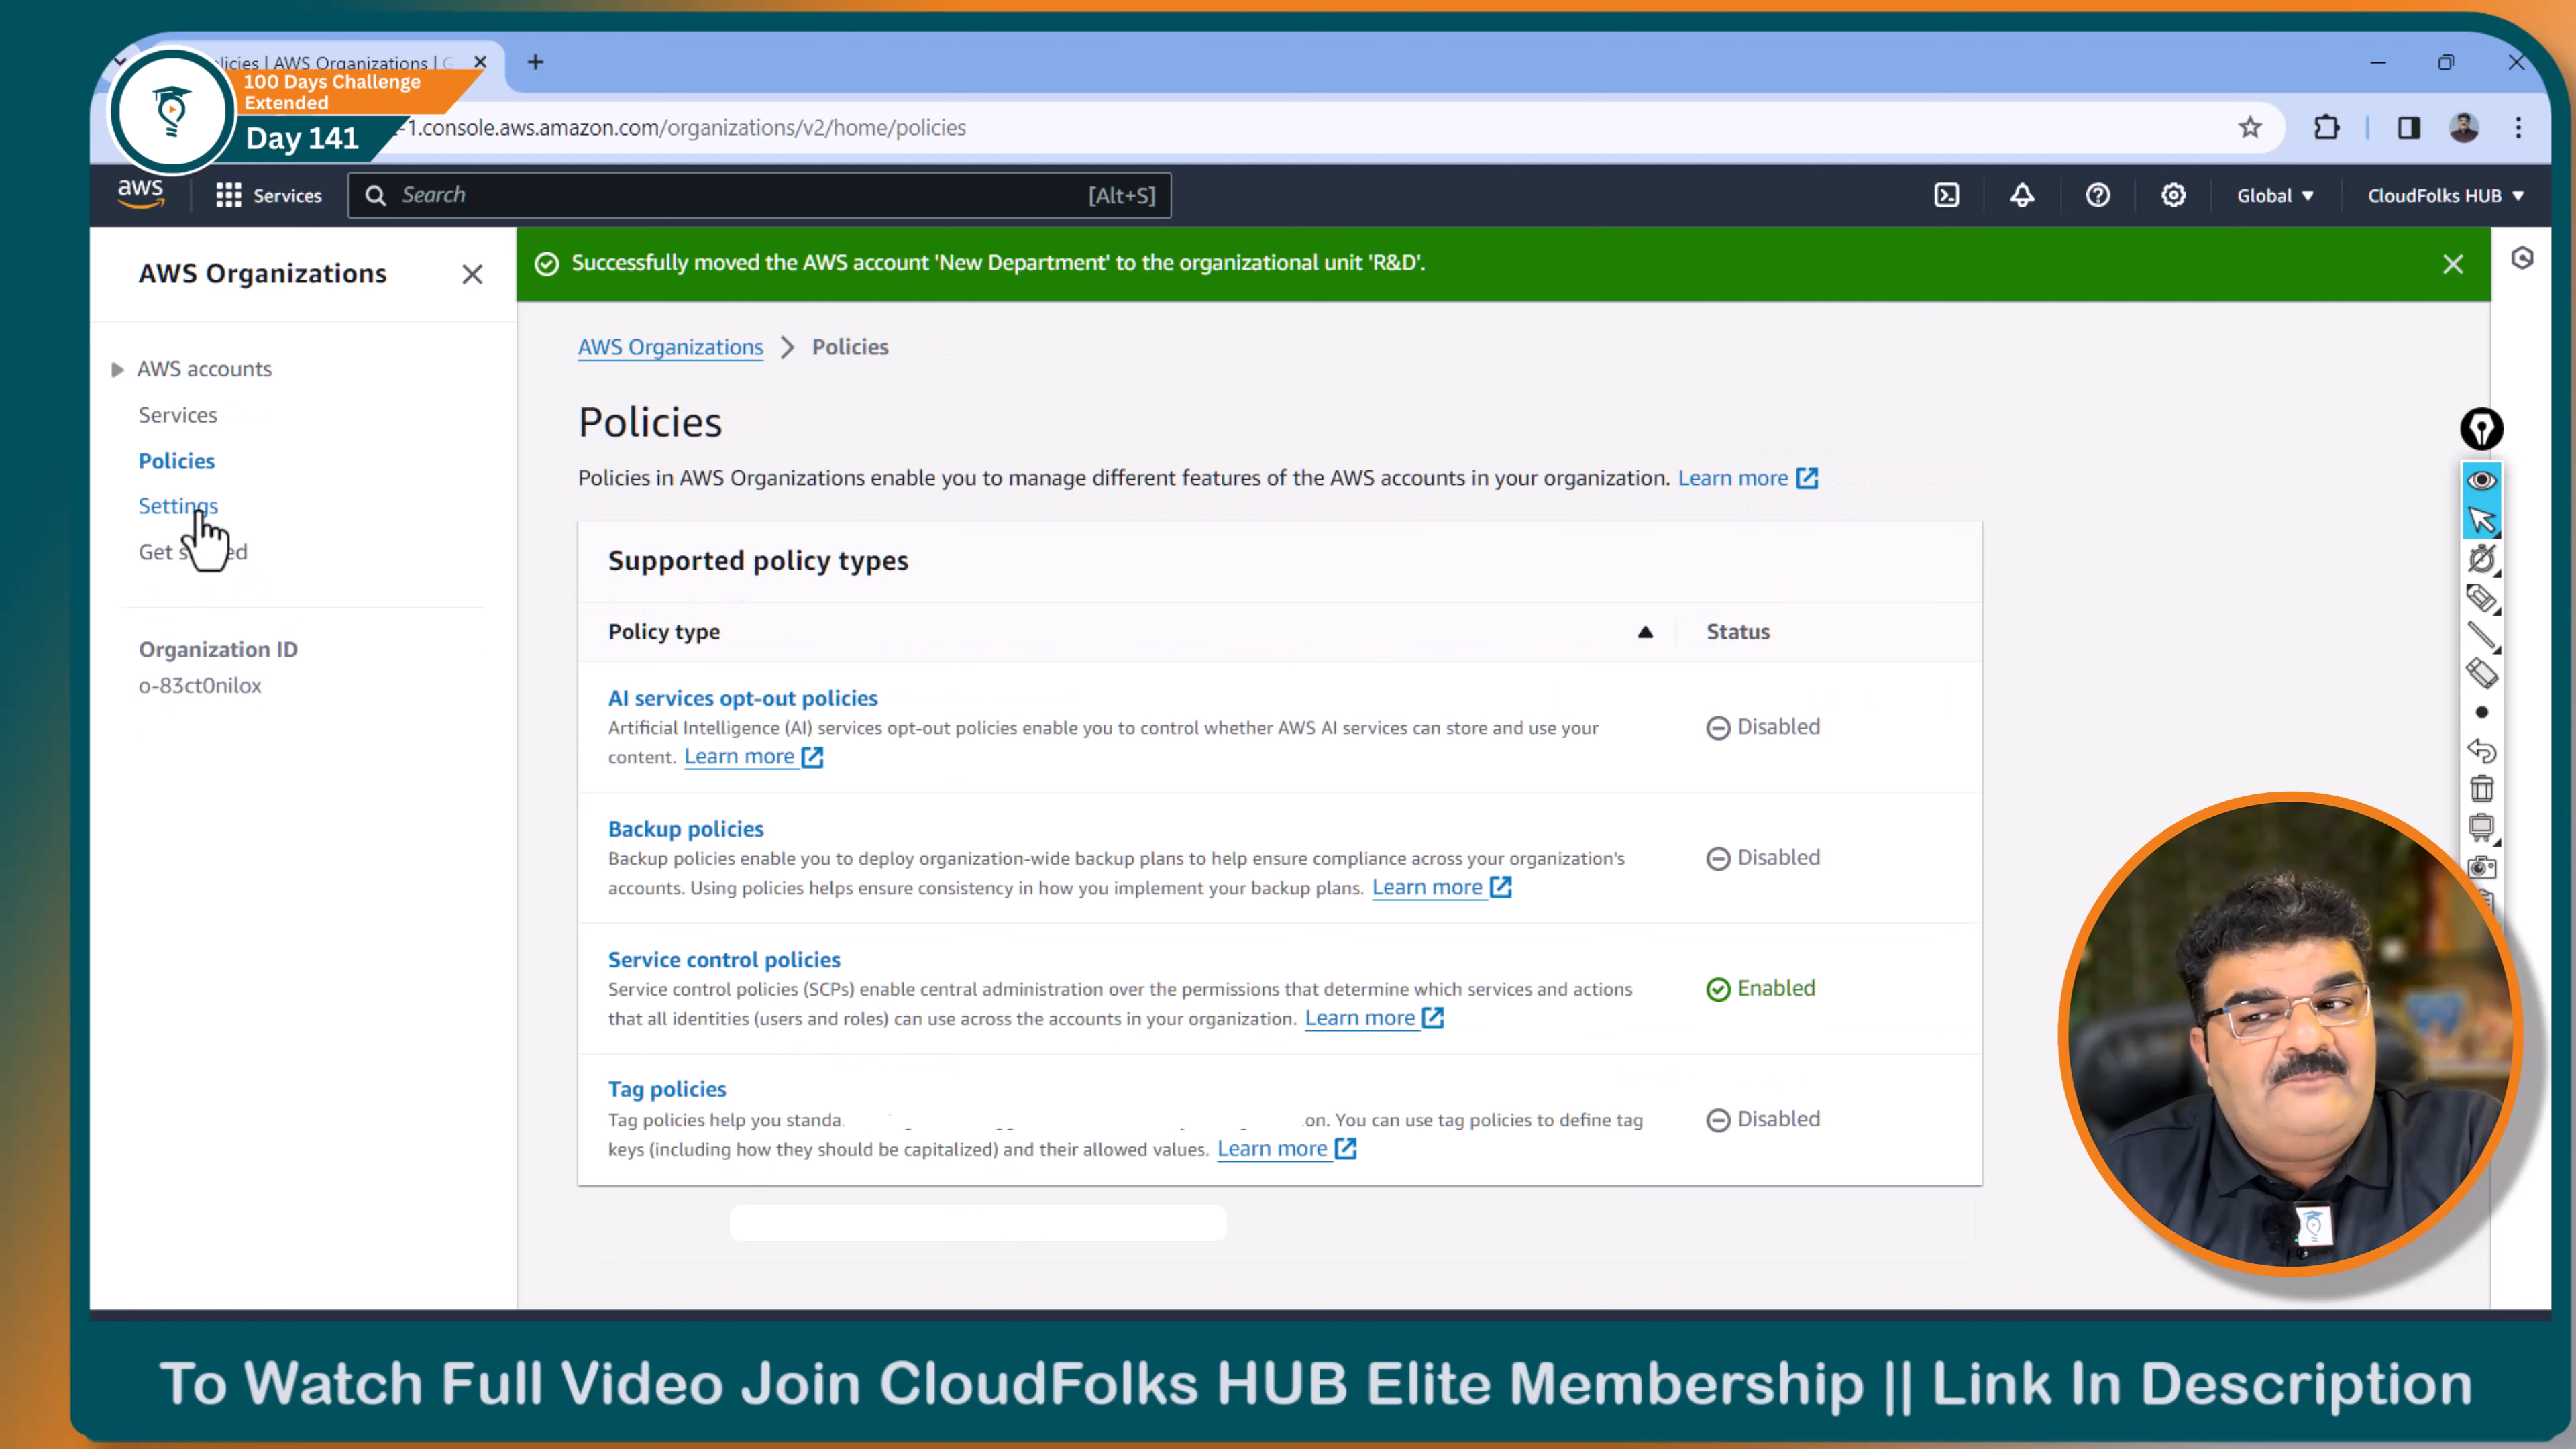 licies | AWS Organizations | G
100 Days Challenge
Extended
Day 141
-1.console.aws.amazon.com/organizations/v2/home/policies
aws
Services
Search
[Alt+S]
Global
CloudFolks HUB
AWS Organizations
Successfully moved the AWS account 'New Department' to the organizational unit 'R&D'.
AWS accounts
Services
Policies
Settings
Get s ed
Organization ID
o-83ct0nilox
AWS Organizations > Policies
Policies
Policies in AWS Organizations enable you to manage different features of the AWS accounts in your organization. Learn more
Supported policy types
Policy type
Status
AI services opt-out policies
Artificial Intelligence (AI) services opt-out policies enable you to control whether AWS AI services can store and use your
content. Learn more
Disabled
Backup policies
Backup policies enable you to deploy organization-wide backup plans to help ensure compliance across your organization's
accounts. Using policies helps ensure consistency in how you implement your backup plans. Learn more
Disabled
Service control policies
Service control policies (SCPs) enable central administration over the permissions that determine which services and actions
that all identities (users and roles) can use across the accounts in your organization. Learn more
Enabled
Tag policies
Tag policies help you standa on. You can use tag policies to define tag
keys (including how they should be capitalized) and their allowed values. Learn more
Disabled
To Watch Full Video Join CloudFolks HUB Elite Membership || Link In Description